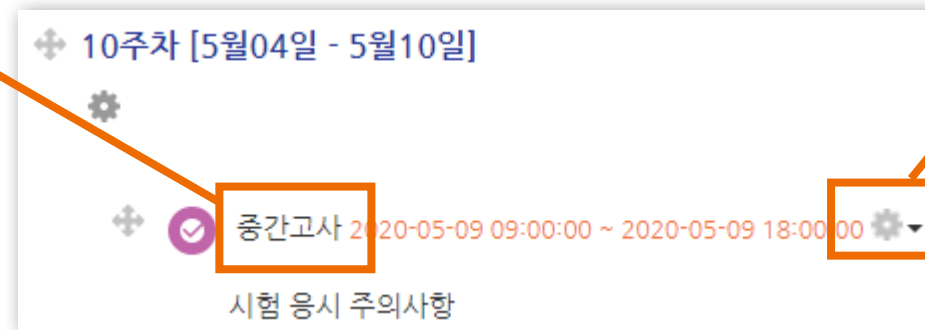 10주차 [5월04일 - 5월10일]
중간고사 2020-05-09 09:00:00 ~ 2020-05-09 18:00:00
시험 응시 주의사항